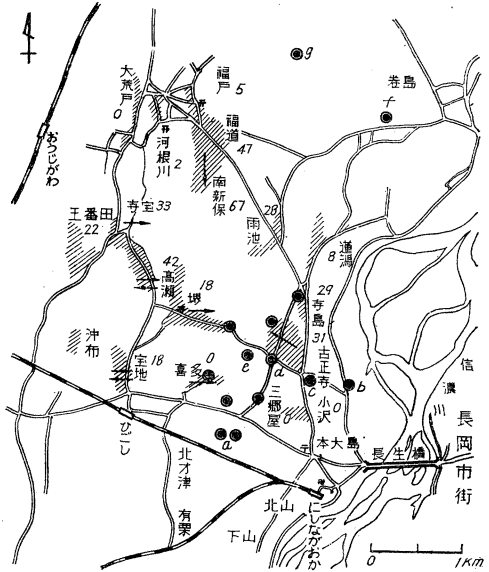 g
巻島
f
大荒戸
0
福戸
5
おつじがわ
河根川
2
福道
47
南新保
67
王番田
22
寺宝
33
雨池
28
蓮潟
8
高瀬
42
堺
18
29
寺島
31
沖布
宝地
18
喜多
0
e
d
古正寺
c
小沢
0
b
信濃川
三郷屋
0
a
ひごし
本大島
長生橋
長岡市街
北才津
有栗
北山
下山
にしながおか
0
1Km